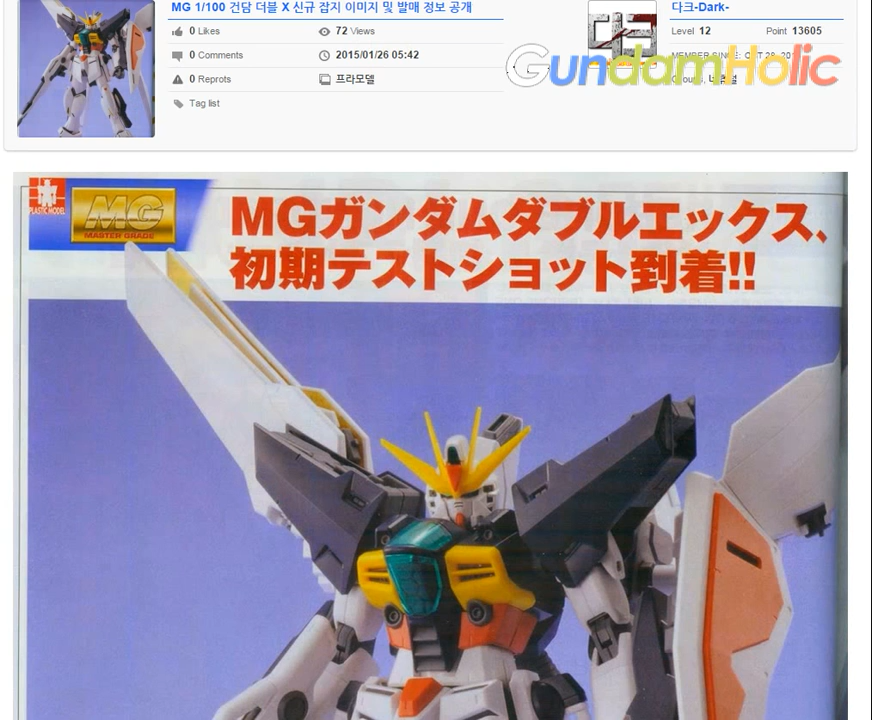 MG 1/100 건담 더블 X 신규 잡지 이미지 및 발매 정보 공개
0 Likes
72 Views
0 Comments
2015/01/26 05:42
0 Reprots
프라모델
Tag list
다크-Dark-
Level 12
Point 13605
MEMBER SINCE: OCT
GundamHolic
PLASTIC MODEL
MG
MASTER GRADE
MGガンダムダブルエックス、
初期テストショット到着!!